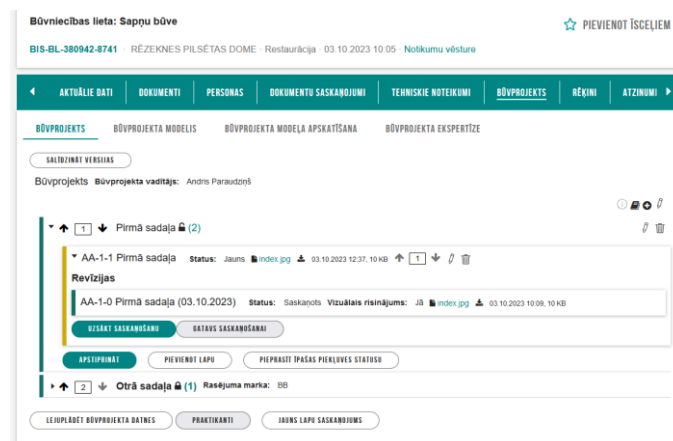 Būvniecības lieta: Sapņu būve
PIEVIENOT ĪSCEĻIEM
BIS-BL-380942-8741 · RĒZEKNES PILSĒTAS DOME · Restaurācija · 03.10.2023 10:05 · Notikumu vēsture
AKTUĀLIE DATI DOKUMENTI PERSONAS DOKUMENTU SASKAŅOJUMI TEHNISKIE NOTEIKUMI BŪVPROJEKTS RĒĶINI ATZINUMI
BŪVPROJEKTS BŪVPROJEKTA MODELIS BŪVPROJEKTA MODEĻA APSKATĪŠANA BŪVPROJEKTA EKSPERTĪZE
SALĪDZINĀT VERSIJAS
Būvprojekts Būvprojekta vadītājs: Andris Paraudziņš
1 Pirmā sadaļa (2)
AA-1-1 Pirmā sadaļa Status: Jauns index.jpg 03.10.2023 12:37, 10 KB 1
Revīzijas
AA-1-0 Pirmā sadaļa (03.10.2023) Status: Saskaņots Vizuālais risinājums: Jā index.jpg 03.10.2023 10:09, 10 KB
UZSĀKT SASKAŅOŠANU GATAVS SASKAŅOŠANAI
APSTIPRINĀT PIEVIENOT LAPU PIEPRASĪT ĪPAŠAS PIEKĻUVES STATUSU
2 Otrā sadaļa (1) Rasējuma marka: BB
LEJUPLĀDĒT BŪVPROJEKTA DATNES PRAKTIKANTI JAUNS LAPU SASKAŅOJUMS